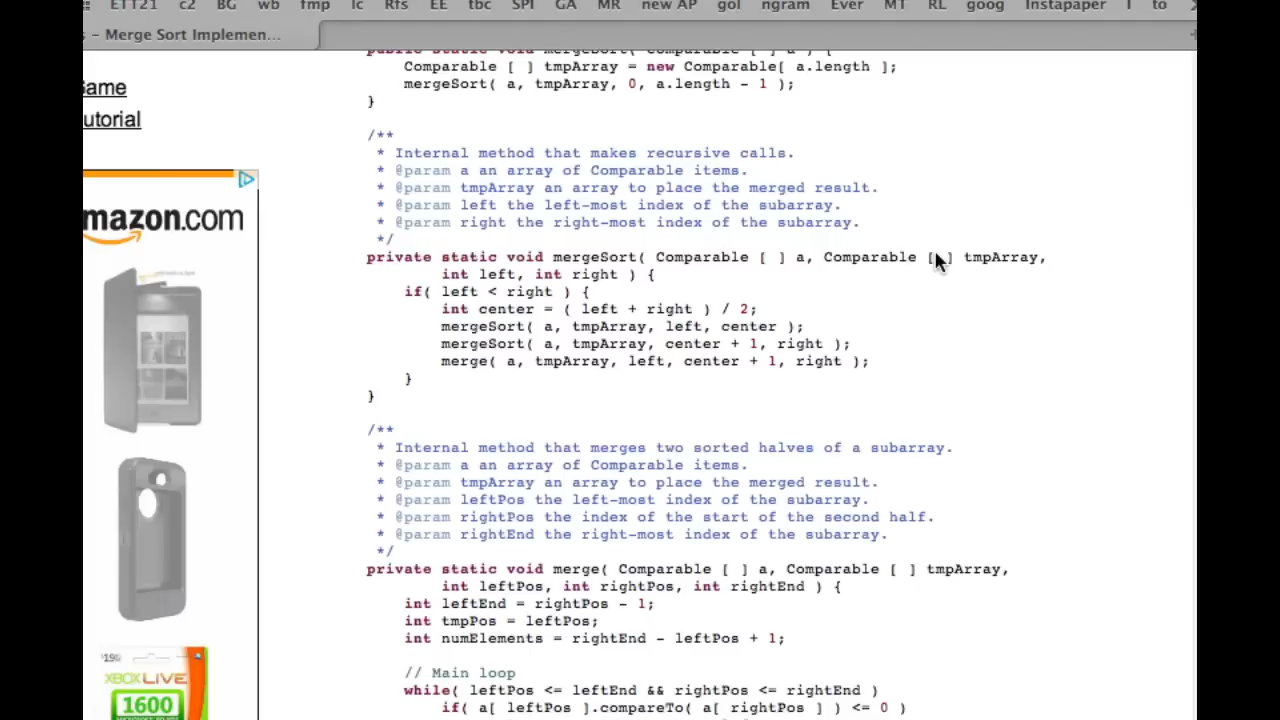 ETT21 c2 BG wb fmp lc Rfs EE tbc SPI GA MR new AP gol ngram Ever MT RL goog Instapaper to
s – Merge Sort Implemen...
Same
utorial
mazon.com
XBOX LIVE
1600
public static void mergeSort( Comparable [ ] a ) {
Comparable [ ] tmpArray = new Comparable[ a.length ];
mergeSort( a, tmpArray, 0, a.length - 1 );
}
/**
* Internal method that makes recursive calls.
* @param a an array of Comparable items.
* @param tmpArray an array to place the merged result.
* @param left the left-most index of the subarray.
* @param right the right-most index of the subarray.
*/
private static void mergeSort( Comparable [ ] a, Comparable [ ] tmpArray,
int left, int right ) {
if( left < right ) {
int center = ( left + right ) / 2;
mergeSort( a, tmpArray, left, center );
mergeSort( a, tmpArray, center + 1, right );
merge( a, tmpArray, left, center + 1, right );
}
}
/**
* Internal method that merges two sorted halves of a subarray.
* @param a an array of Comparable items.
* @param tmpArray an array to place the merged result.
* @param leftPos the left-most index of the subarray.
* @param rightPos the index of the start of the second half.
* @param rightEnd the right-most index of the subarray.
*/
private static void merge( Comparable [ ] a, Comparable [ ] tmpArray,
int leftPos, int rightPos, int rightEnd ) {
int leftEnd = rightPos - 1;
int tmpPos = leftPos;
int numElements = rightEnd - leftPos + 1;
// Main loop
while( leftPos <= leftEnd && rightPos <= rightEnd )
if( a[ leftPos ].compareTo( a[ rightPos ] ) <= 0 )